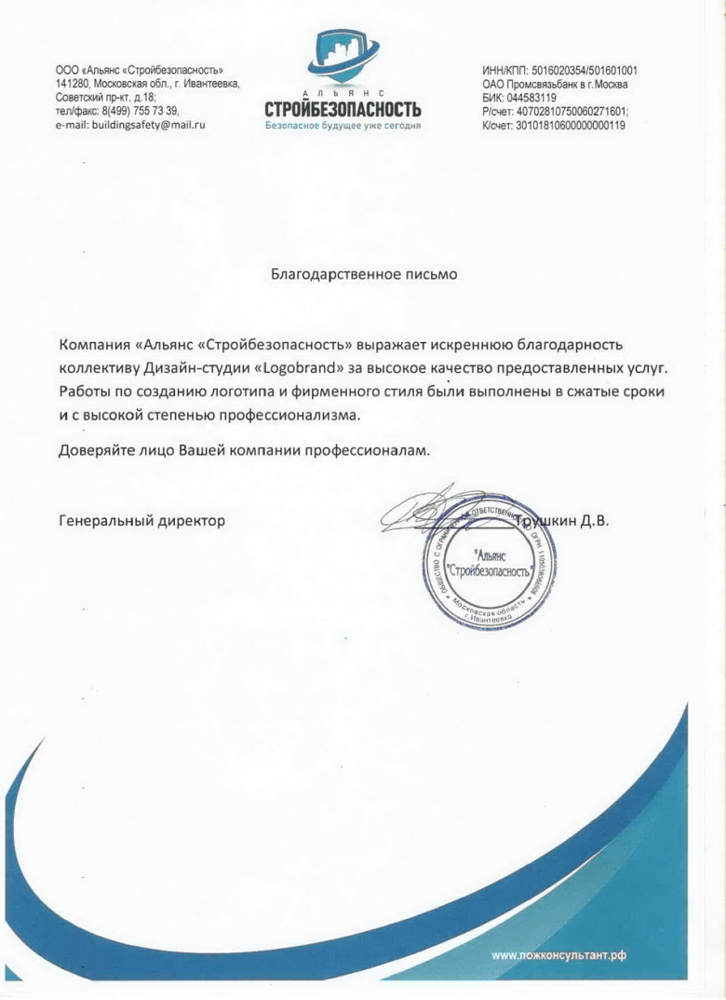 ООО «Альянс «Стройбезопасность»
141280, Московская обл., г. Ивантеевка,
Советский пр-кт, д.18;
тел/факс: 8(499) 755 73 39,
e-mail: buildingsafety@mail.ru
АЛЬЯНС
СТРОЙБЕЗОПАСНОСТЬ
Безопасное будущее уже сегодня
ИНН/КПП: 5016020354/501601001
ОАО Промсвязьбанк в г.Москва
БИК: 044583119
Р/счет: 40702810750060271601;
К/счет: 30101810600000000119
Благодарственное письмо
Компания «Альянс «Стройбезопасность» выражает искреннюю благодарность
коллективу Дизайн-студии «Logobrand» за высокое качество предоставленных услуг.
Работы по созданию логотипа и фирменного стиля были выполнены в сжатые сроки
и с высокой степенью профессионализма.
Доверяйте лицо Вашей компании профессионалам.
Генеральный директор Трушкин Д.В.
ОБЩЕСТВО С ОГРАНИЧЕННОЙ ОТВЕТСТВЕННОСТЬЮ ОГРН
"Альянс
"Стройбезопасность"
Московская область
г.Ивантеевка
www.пожконсультант.рф